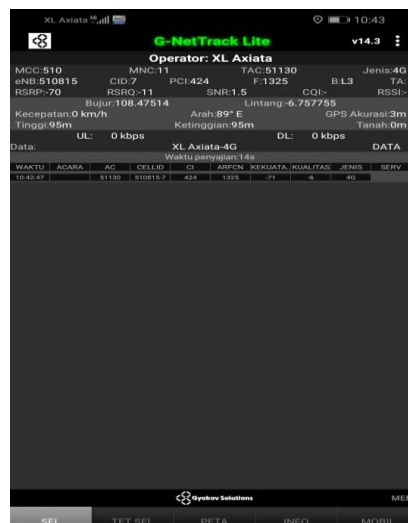 XL Axiata 10:43
G-NetTrack Lite v14.3
Operator: XL Axiata
MCC:510 MNC:11 TAC:51130 Jenis:4G
eNB:510815 CID:7 PCI:424 F:1325 B:L3 TA:
RSRP:-70 RSRQ:-11 SNR:1.5 CQI:- RSSI:-
Bujur:108.47514 Lintang:-6.757755
Kecepatan:0 km/h Arah:89° E GPS Akurasi:3m
Tinggi:95m Ketinggian:95m Tanah:0m
UL: 0 kbps DL: 0 kbps
Data: XL Axiata-4G DATA
Waktu penyajian:14s
WAKTU ACARA AC CELLID CI ARFCN KEKUATA. KUALITAS JENIS SERV
10:42:47 51130 510815-7 424 1325 -71 -6 4G
Gyokov Solutions MEI
SEL TET SEL PETA INFO MOBIL